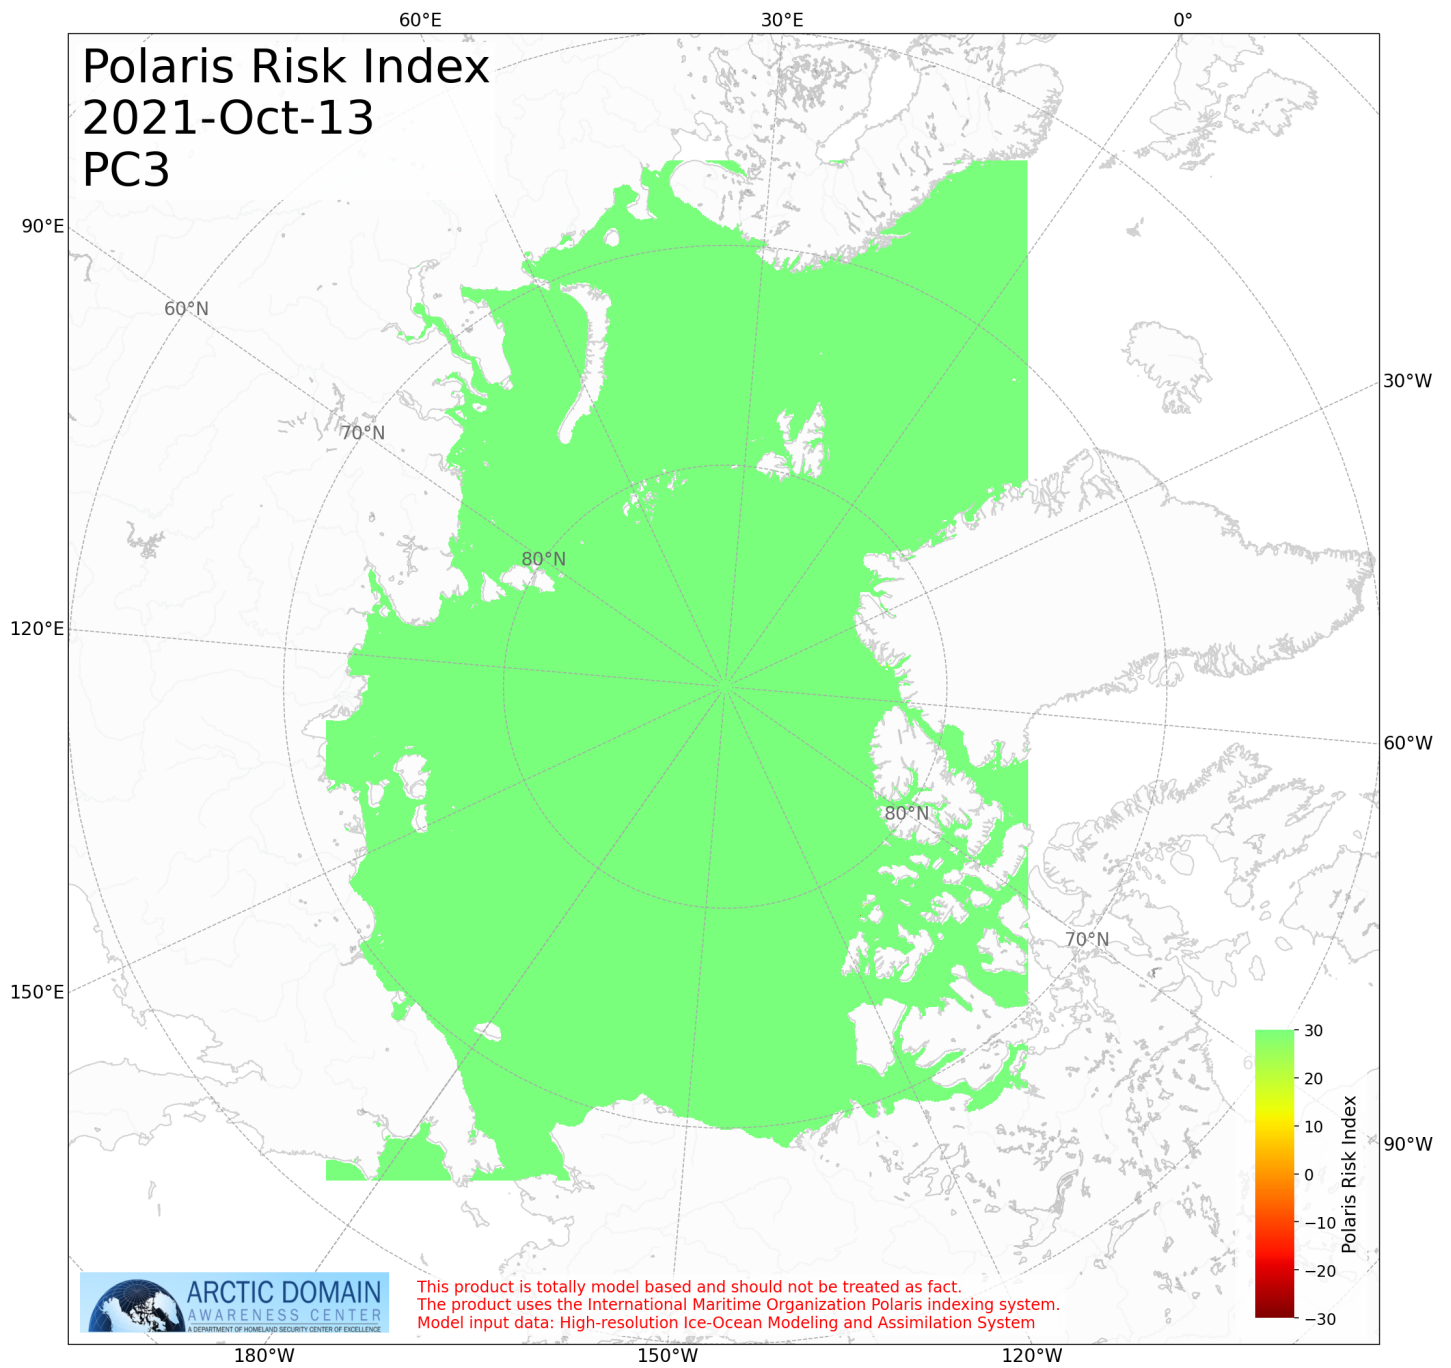 60°E 30°E 0°
Polaris Risk Index
2021-Oct-13
PC3
90°E
60°N
30°W
70°N
80°N
120°E
60°W
80°N
70°N
150°E
30
20
10
0
−10
−20
−30
Polaris Risk Index
90°W
ARCTIC DOMAIN
AWARENESS CENTER
A DEPARTMENT OF HOMELAND SECURITY CENTER OF EXCELLENCE
This product is totally model based and should not be treated as fact.
The product uses the International Maritime Organization Polaris indexing system.
Model input data: High-resolution Ice-Ocean Modeling and Assimilation System
180°W 150°W 120°W